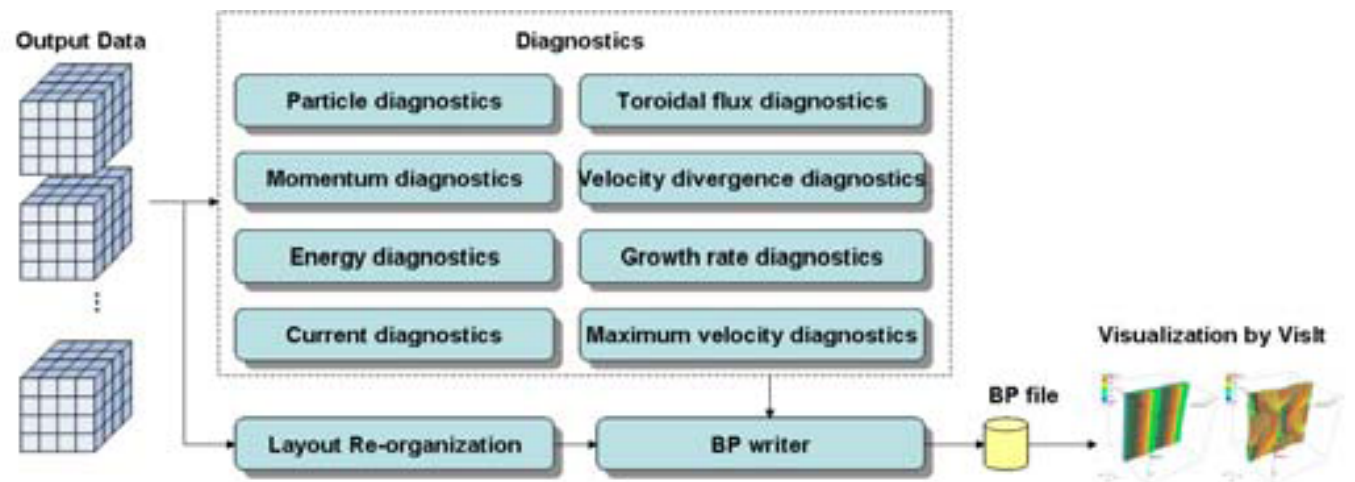 Output Data
Diagnostics
Particle diagnostics
Toroidal flux diagnostics
Momentum diagnostics
Velocity divergence diagnostics
Energy diagnostics
Growth rate diagnostics
Current diagnostics
Maximum velocity diagnostics
Layout Re-organization
BP writer
BP file
Visualization by VisIt